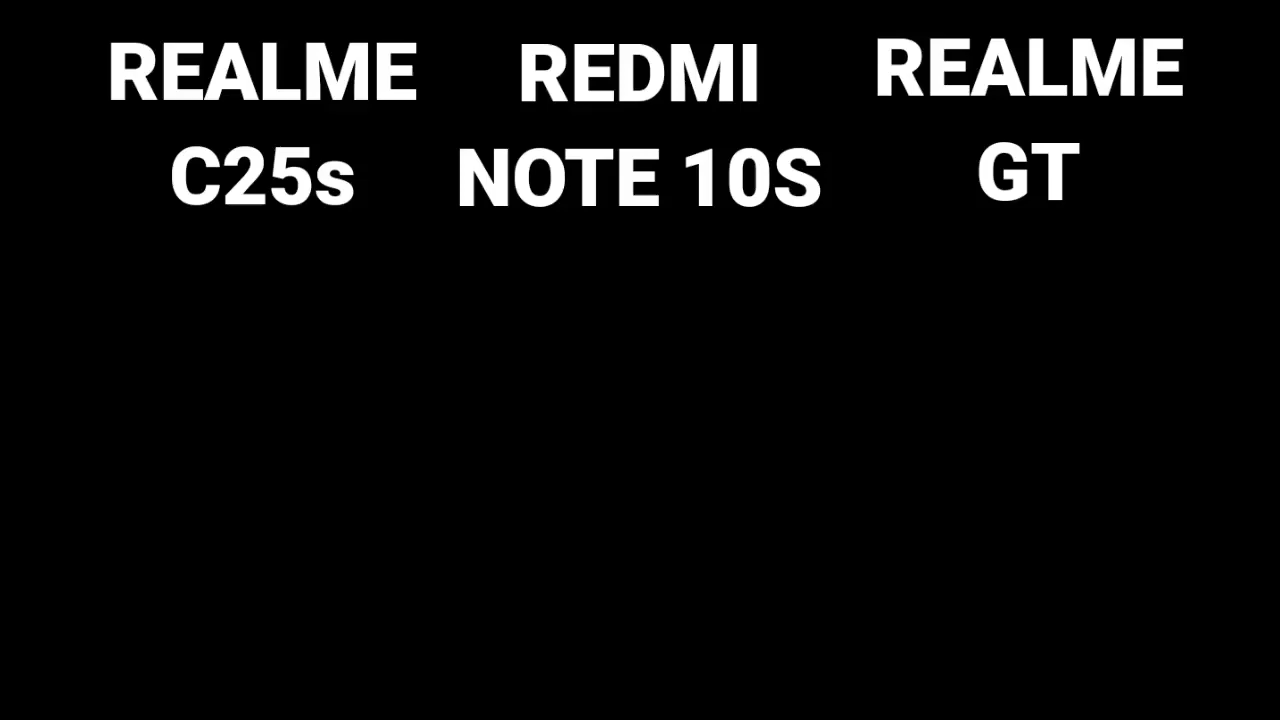 REALME
C25s
REDMI
NOTE 10S
REALME
GT